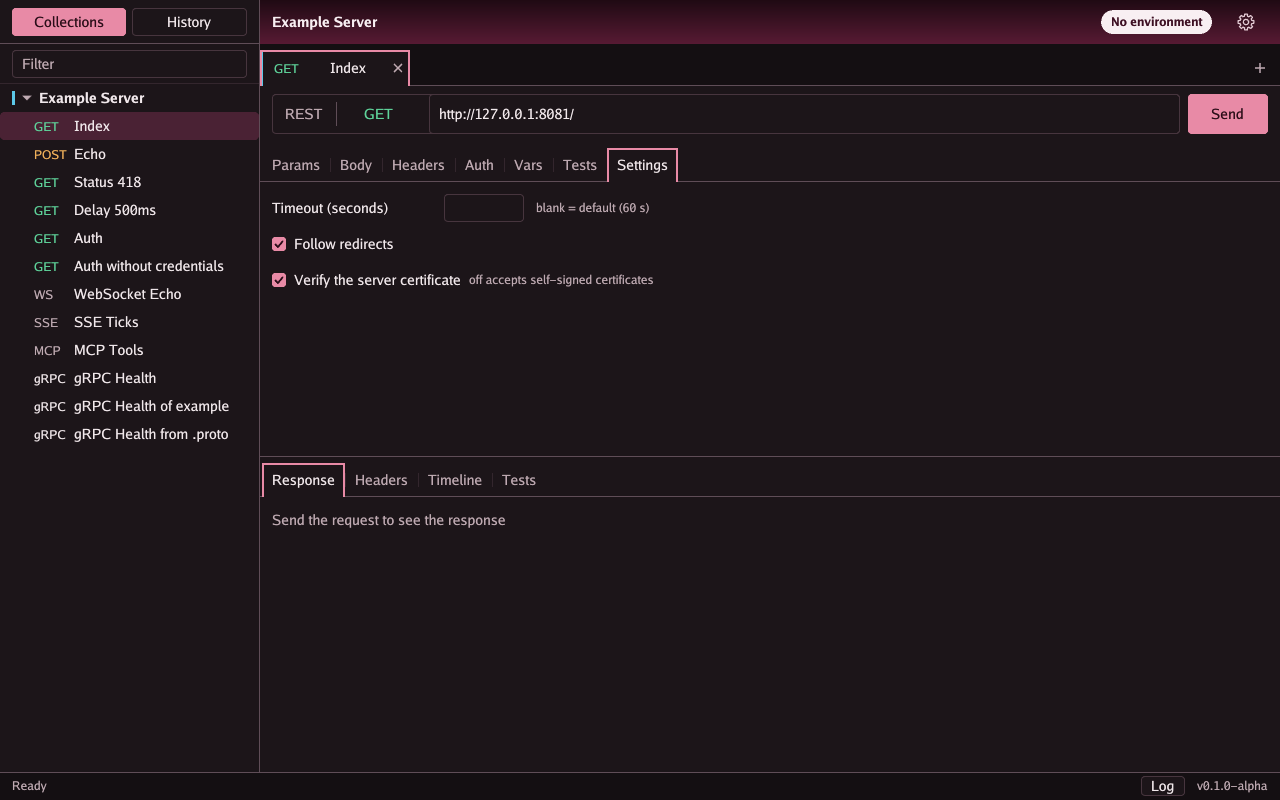 Collections
History
Example Server
No environment
Filter
GET Index
Example Server
REST GET http://127.0.0.1:8081/ Send
GET Index
POST Echo
GET Status 418
GET Delay 500ms
GET Auth
GET Auth without credentials
WS WebSocket Echo
SSE SSE Ticks
MCP MCP Tools
gRPC gRPC Health
gRPC gRPC Health of example
gRPC gRPC Health from .proto
Params Body Headers Auth Vars Tests Settings
Timeout (seconds) blank = default (60 s)
Follow redirects
Verify the server certificate off accepts self-signed certificates
Response Headers Timeline Tests
Send the request to see the response
Ready
Log v0.1.0-alpha